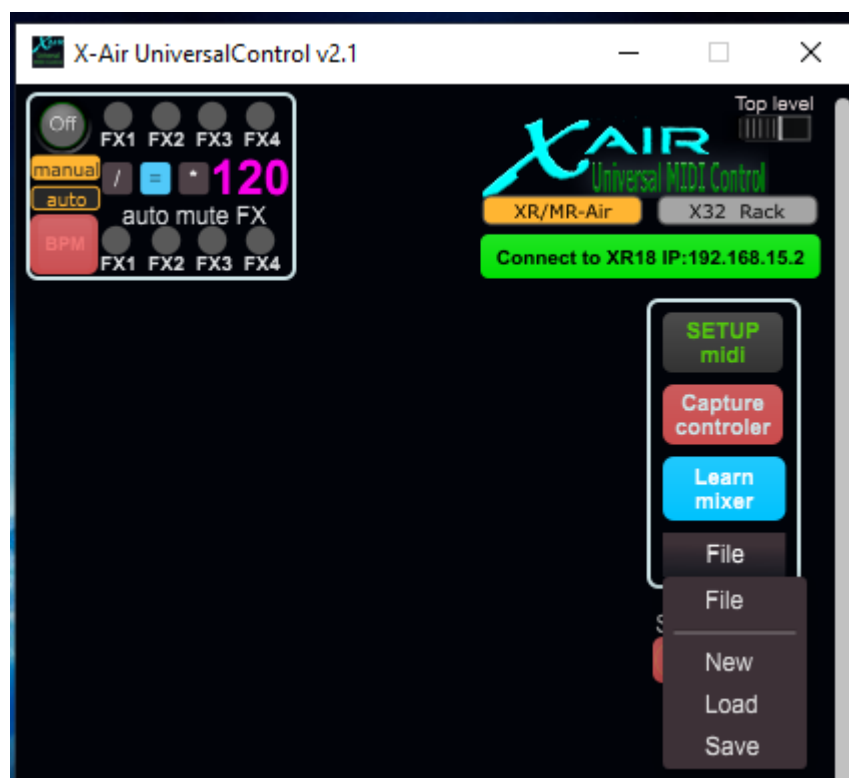 X-Air UniversalControl v2.1
Off
FX1 FX2 FX3 FX4
manual
/ = * 120
auto
auto mute FX
BPM
FX1 FX2 FX3 FX4
Top level
XAIR
Universal MIDI Control
XR/MR-Air X32 Rack
Connect to XR18 IP:192.168.15.2
SETUP
midi
Capture
controler
Learn
mixer
File
File
New
Load
Save